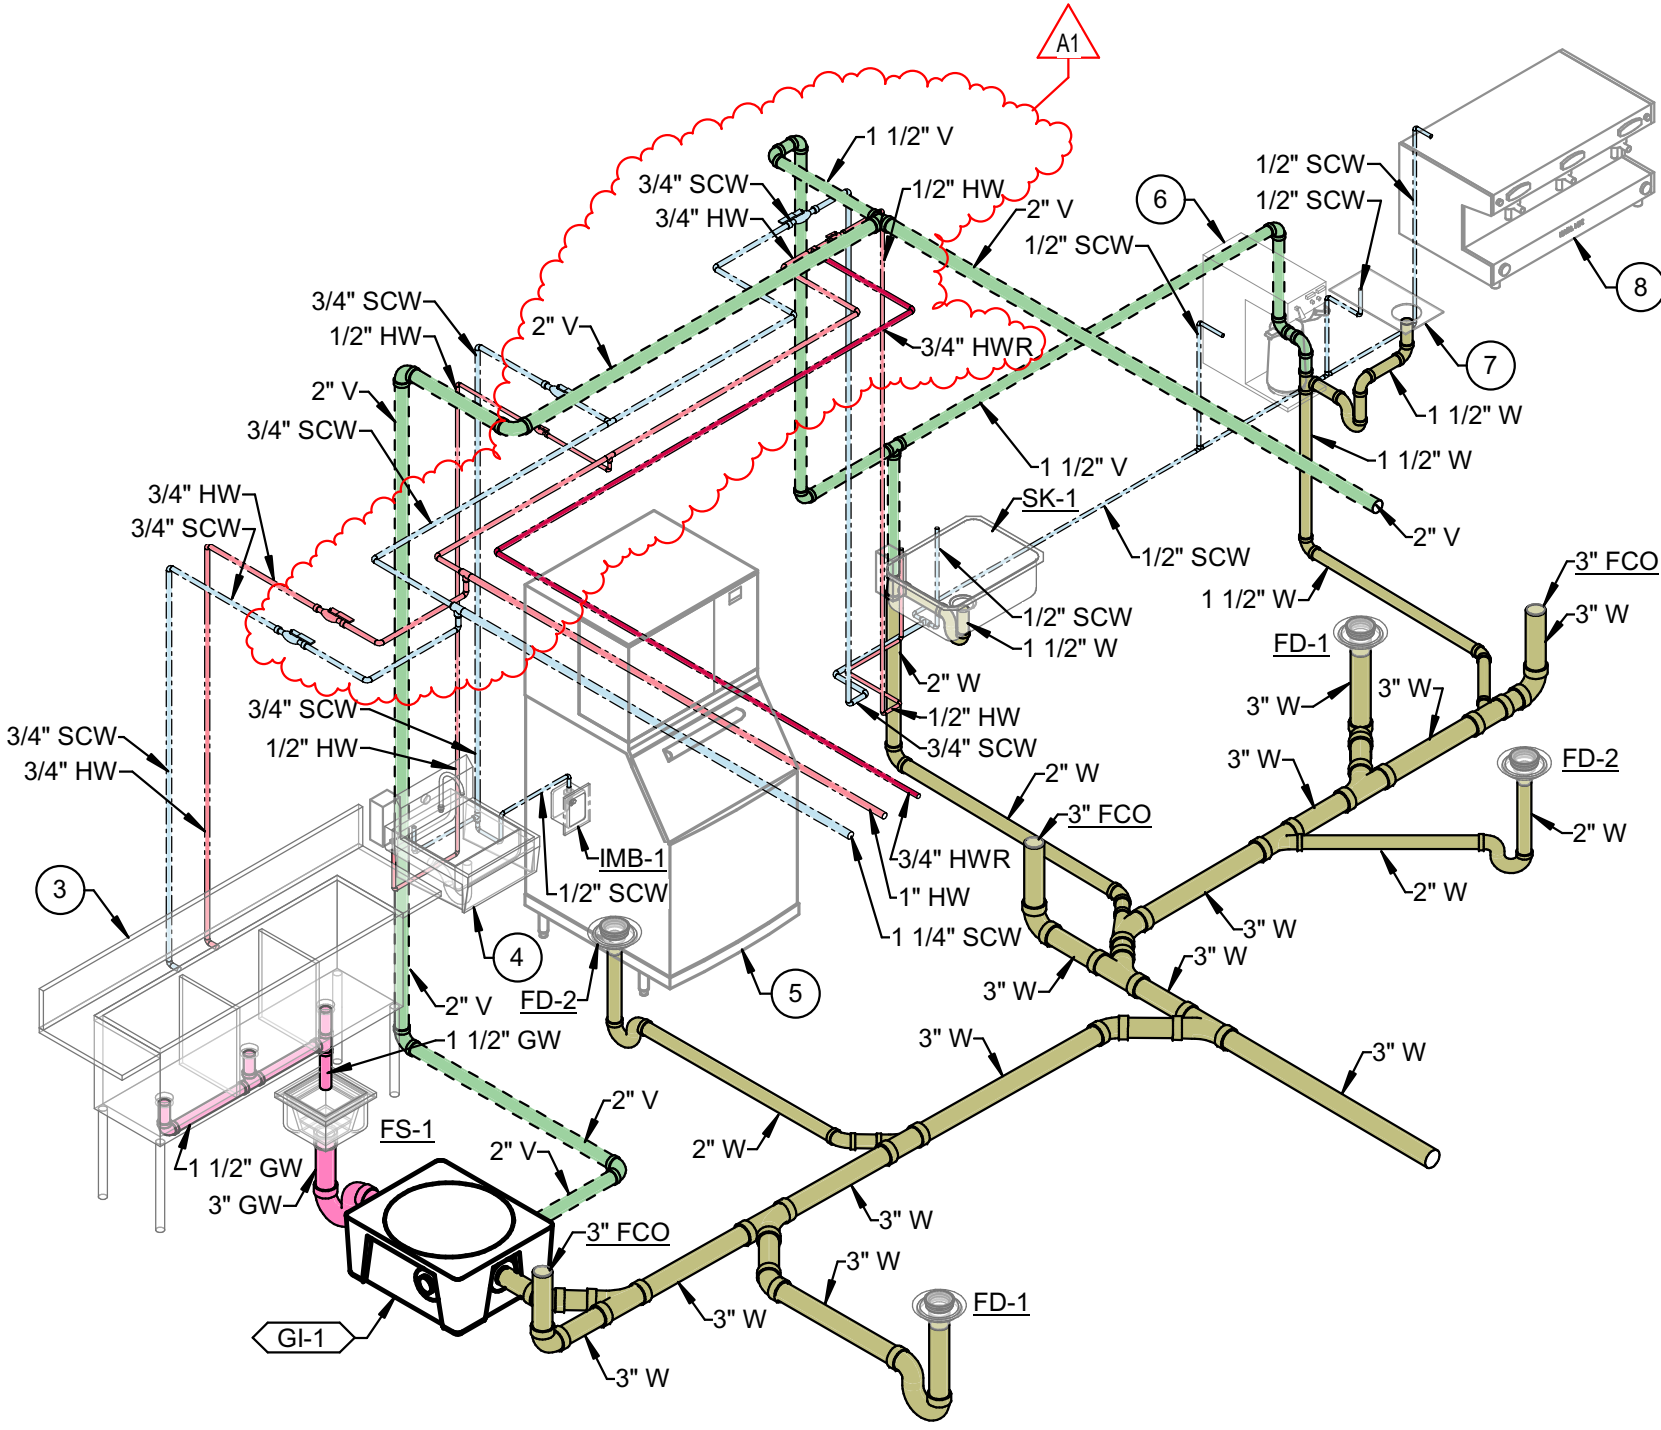 A1
1 1/2" V
3/4" SCW
1/2" HW
3/4" HW
2" V
1/2" SCW
6
1/2" SCW
1/2" SCW
8
3/4" SCW
2" V
1/2" HW
3/4" HWR
2" V
7
3/4" SCW
1 1/2" W
1 1/2" V
1 1/2" W
3/4" HW
SK-1
3/4" SCW
2" V
1/2" SCW
3" FCO
1 1/2" W
1/2" SCW
3" W
FD-1
1 1/2" W
2" W
3" W
3" W
3/4" SCW
1/2" HW
3/4" SCW
1/2" HW
3/4" SCW
3/4" HW
2" W
3" W
FD-2
3" FCO
2" W
IMB-1
3/4" HWR
1/2" SCW
1" HW
2" W
3
1 1/4" SCW
3" W
4
3" W
5
3" W
FD-2
2" V
1 1/2" GW
3" W
3" W
2" V
FS-1
2" V
2" W
1 1/2" GW
3" GW
3" W
3" FCO
3" W
3" W
FD-1
GI-1
3" W